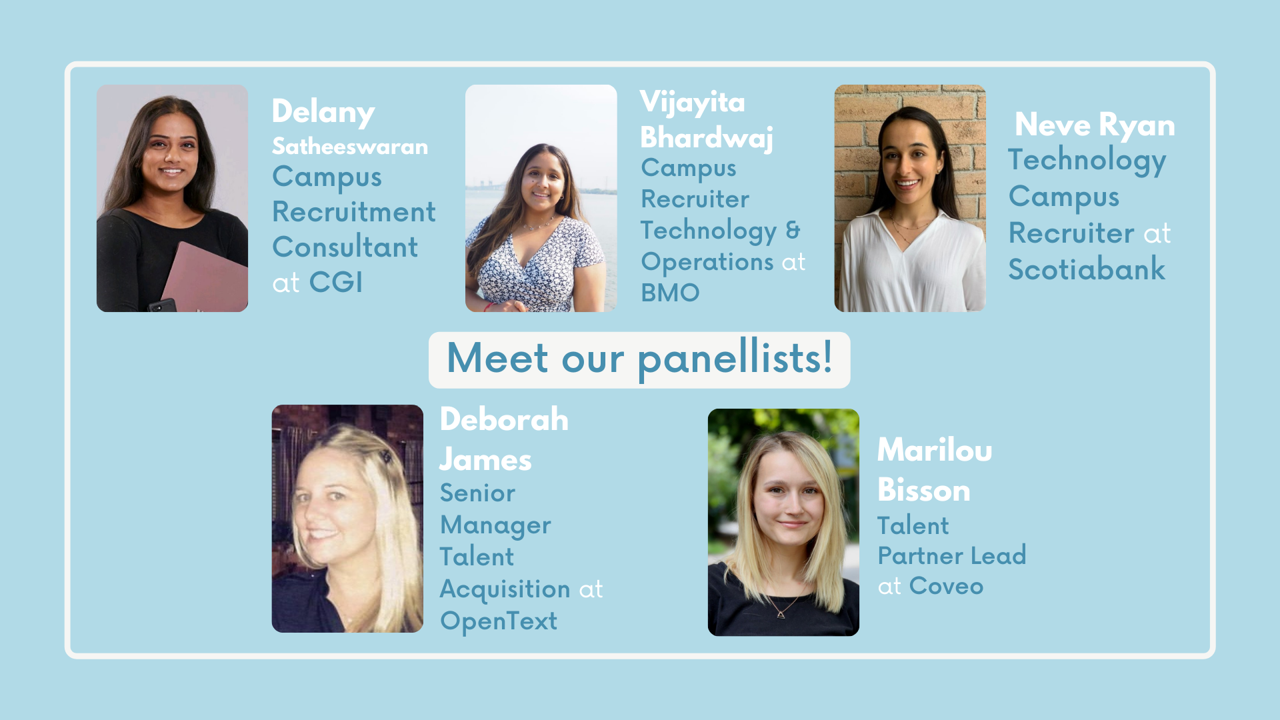 Delany
Satheeswaran
Campus
Recruitment
Consultant
at CGI
Vijayita
Bhardwaj
Campus
Recruiter
Technology &
Operations at
BMO
Neve Ryan
Technology
Campus
Recruiter at
Scotiabank
Meet our panellists!
Deborah
James
Senior
Manager
Talent
Acquisition at
OpenText
Marilou
Bisson
Talent
Partner Lead
at Coveo